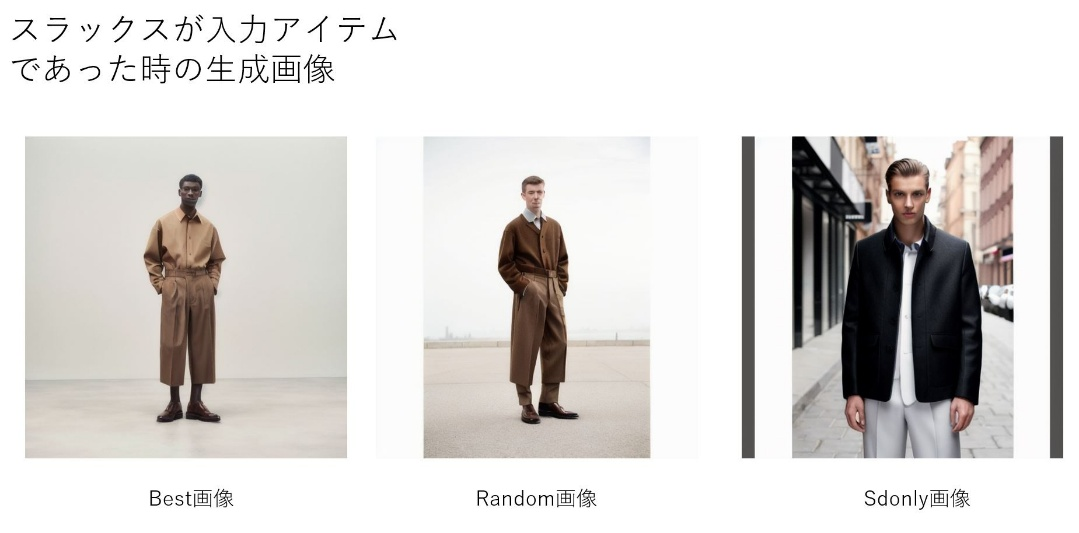 スラックスが入力アイテム
であった時の生成画像
Best画像
Random画像
Sdonly画像